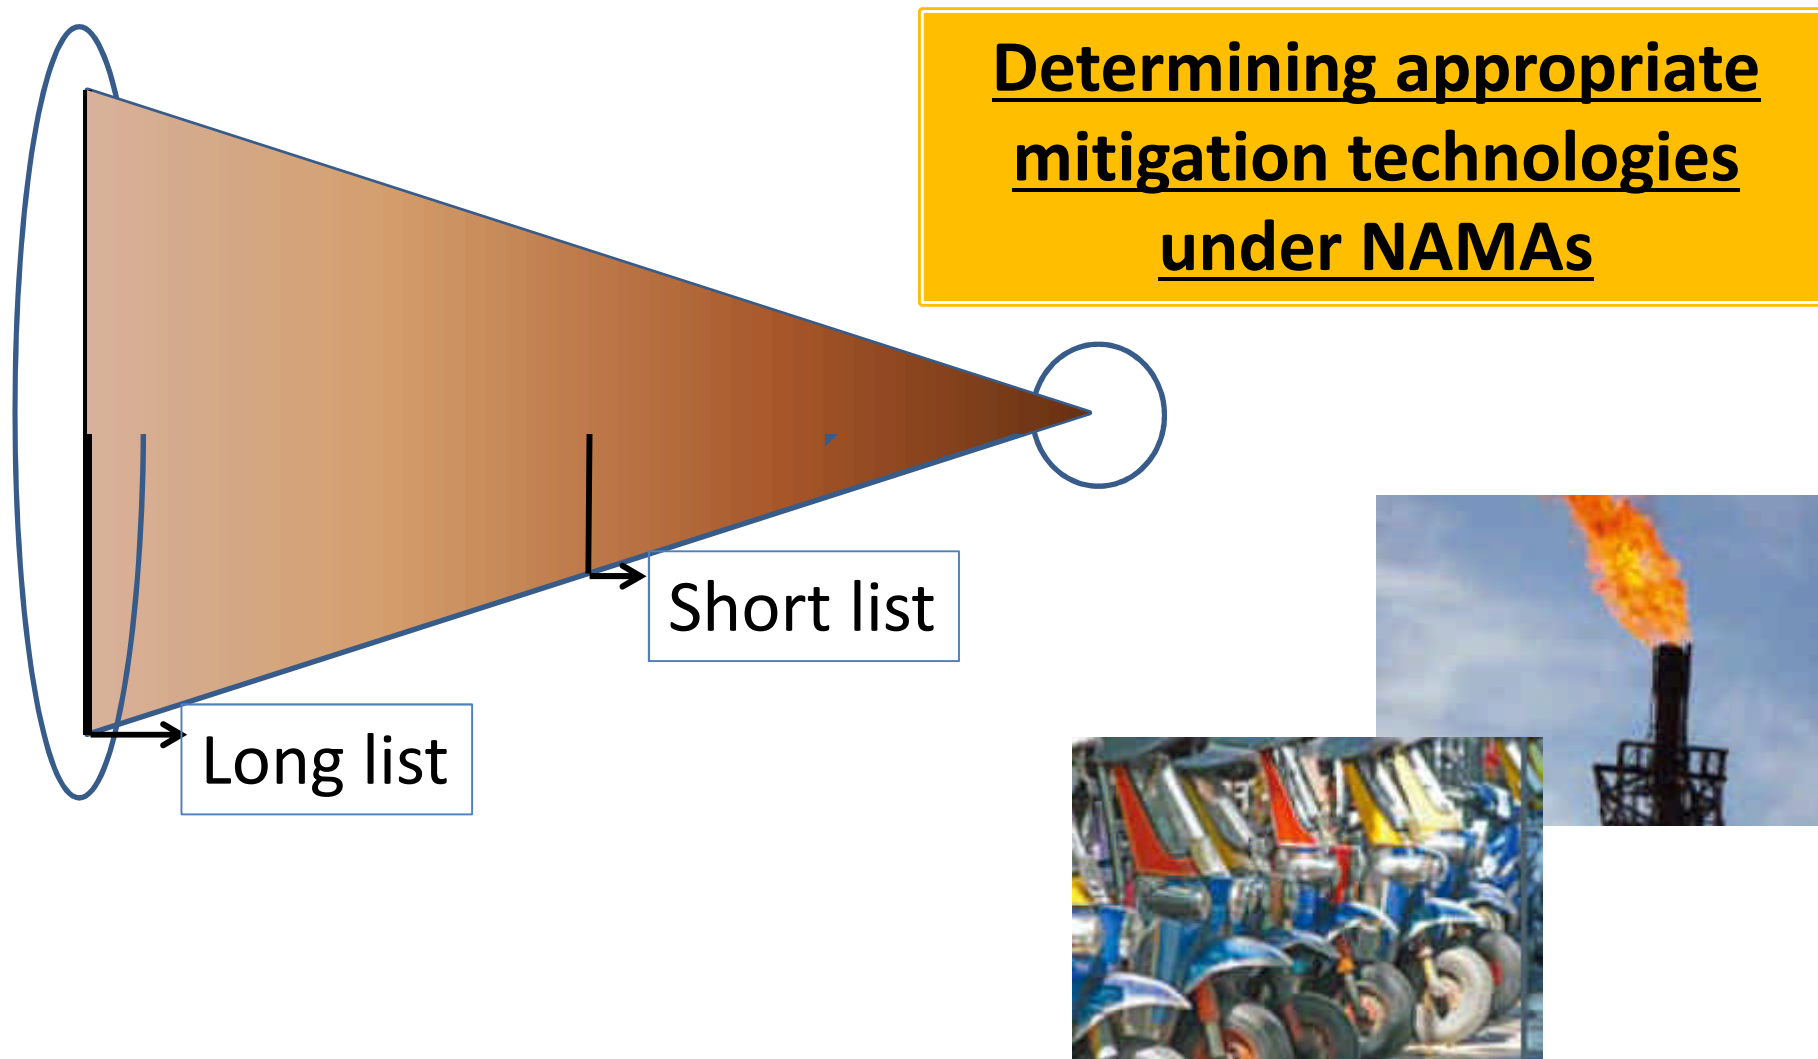 Determining appropriate
mitigation technologies
under NAMAs
Short list
Long list